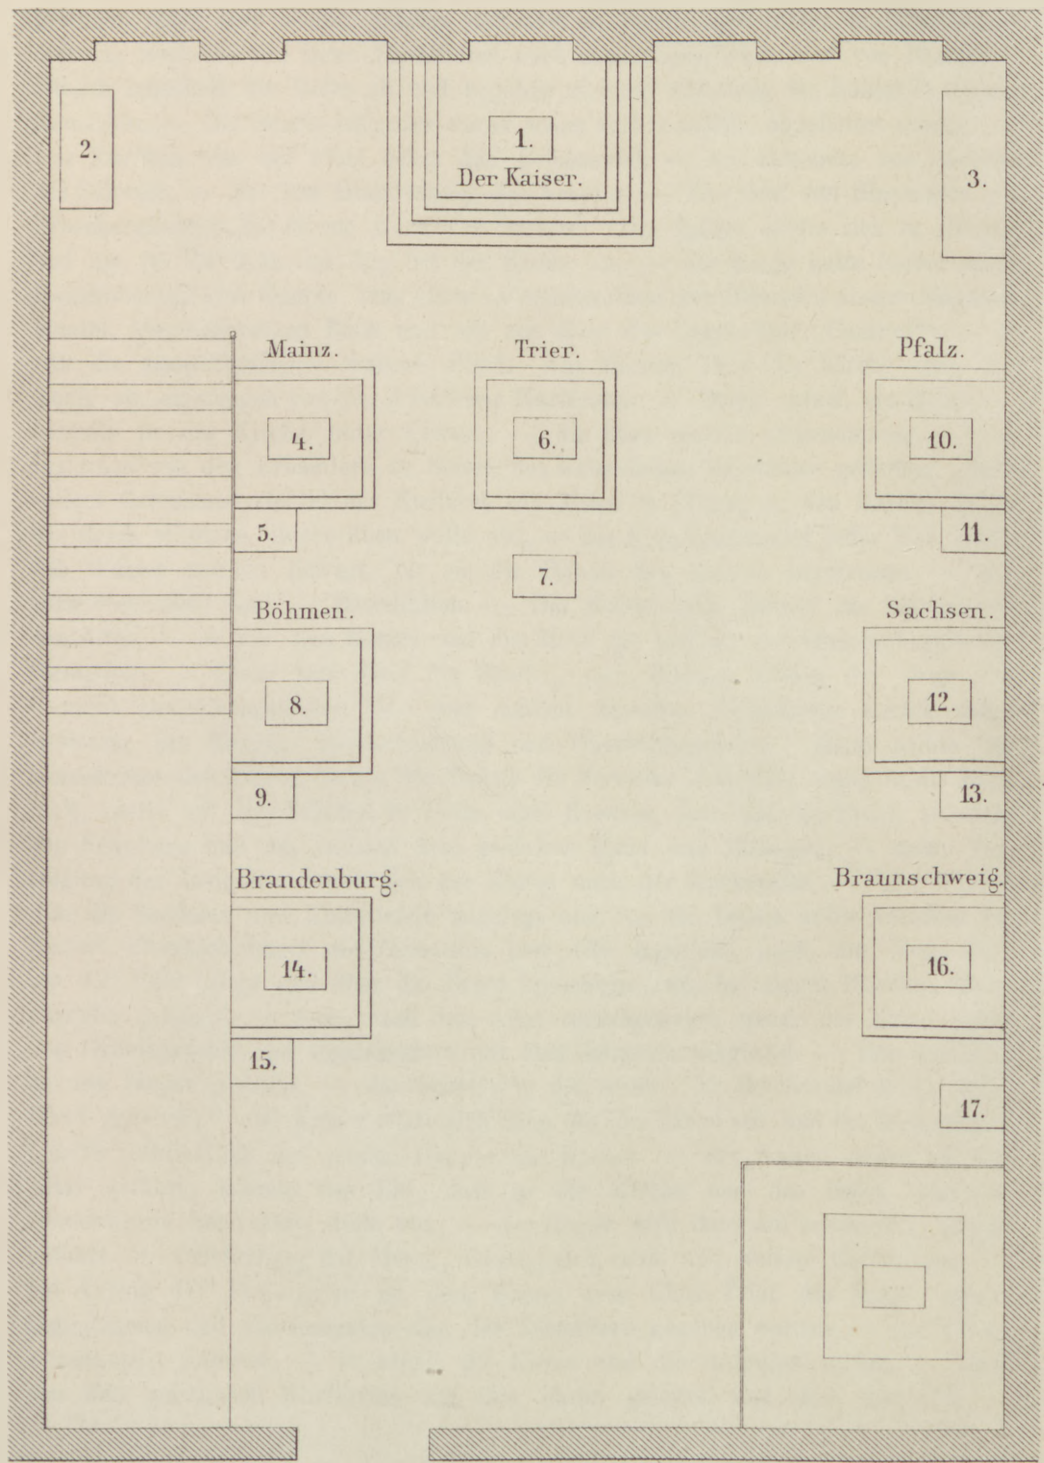 1.
Der Kaiser.
2.
3.
Mainz.
4.
5.
Trier.
6.
7.
Pfalz.
10.
11.
Böhmen.
8.
9.
Sachsen.
12.
13.
Brandenburg.
14.
15.
Braunschweig.
16.
17.